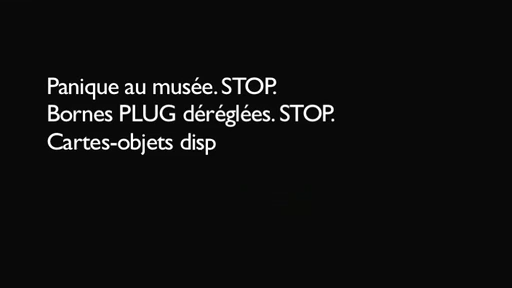 Panique au musée. STOP.
Bornes PLUG déréglées. STOP.
Cartes-objets disp